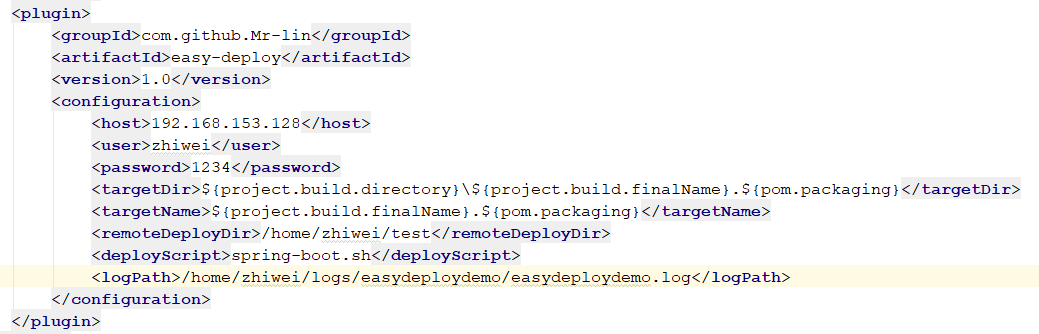 <plugin>
<groupId>com.github.Mr-lin</groupId>
<artifactId>easy-deploy</artifactId>
<version>1.0</version>
<configuration>
<host>192.168.153.128</host>
<user>zhiwei</user>
<password>1234</password>
<targetDir>${project.build.directory}\${project.build.finalName}.${pom.packaging}</targetDir>
<targetName>${project.build.finalName}.${pom.packaging}</targetName>
<remoteDeployDir>/home/zhiwei/test</remoteDeployDir>
<deployScript>spring-boot.sh</deployScript>
<logPath>/home/zhiwei/logs/easydeploydemo/easydeploydemo.log</logPath>
</configuration>
</plugin>